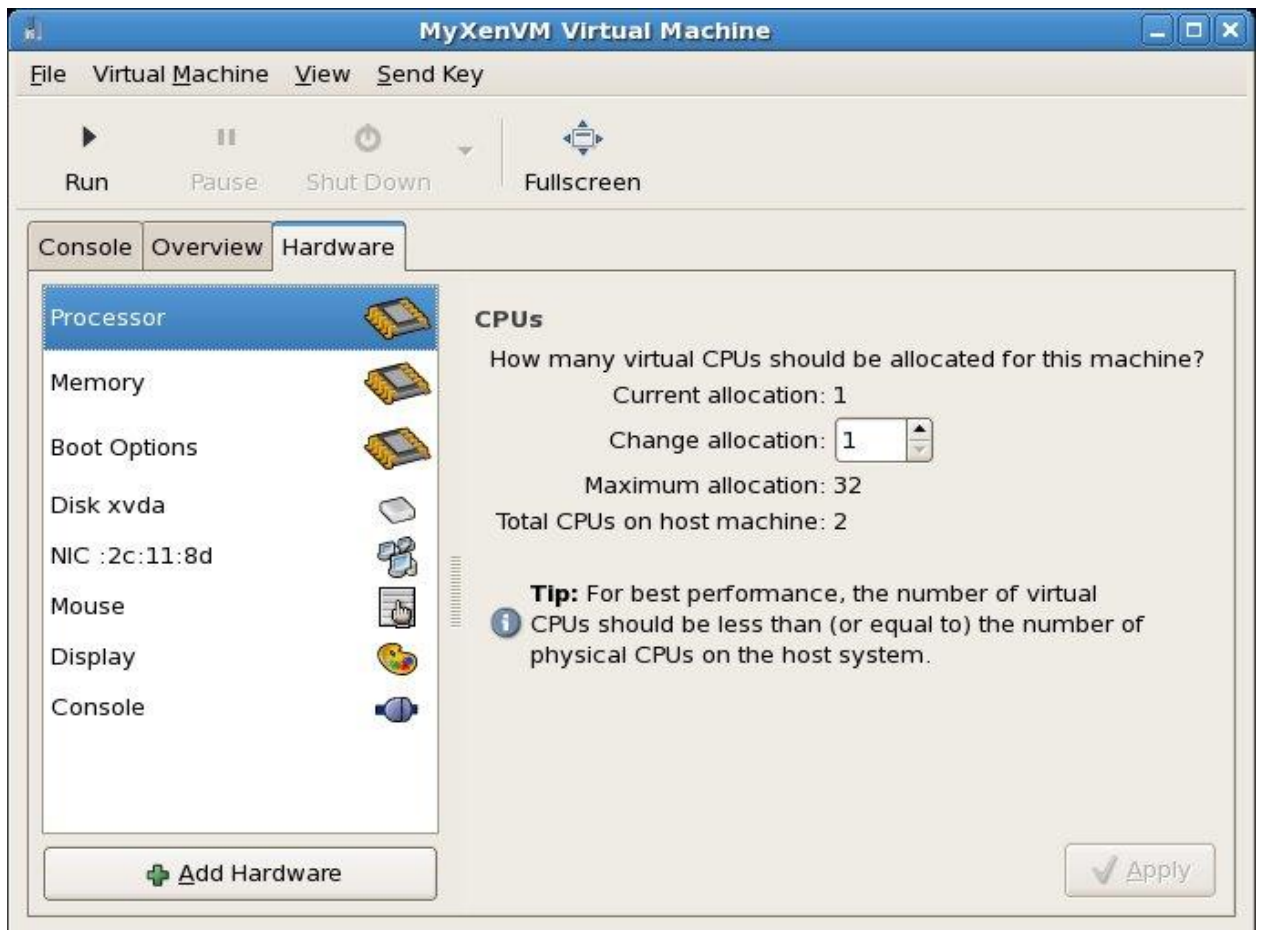 MyXenVM Virtual Machine
File Virtual Machine View Send Key
Run Pause Shut Down Fullscreen
Console Overview Hardware
Processor
Memory
Boot Options
Disk xvda
NIC :2c:11:8d
Mouse
Display
Console
Add Hardware
CPUs
How many virtual CPUs should be allocated for this machine?
Current allocation: 1
Change allocation: 1
Maximum allocation: 32
Total CPUs on host machine: 2
Tip: For best performance, the number of virtual
CPUs should be less than (or equal to) the number of
physical CPUs on the host system.
Apply